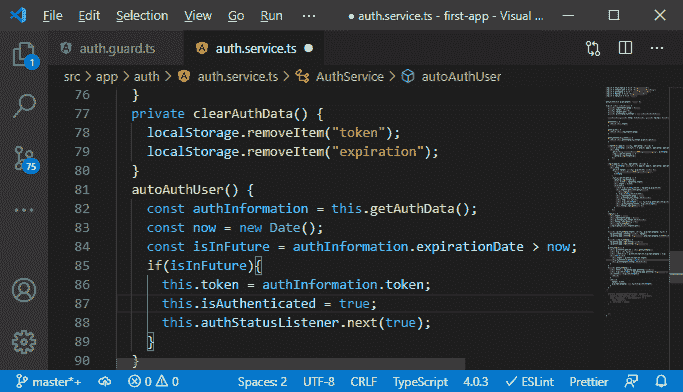 File Edit Selection View Go Run ··· ● auth.service.ts - first-app - Visual ...
auth.guard.ts auth.service.ts ●
src > app > auth > auth.service.ts > AuthService > autoAuthUser
76 }
77 private clearAuthData() {
78 localStorage.removeItem("token");
79 localStorage.removeItem("expiration");
80 }
81 autoAuthUser() {
82 const authInformation = this.getAuthData();
83 const now = new Date();
84 const isInFuture = authInformation.expirationDate > now;
85 if(isInFuture){
86 this.token = authInformation.token;
87 this.isAuthenticated = true;
88 this.authStatusListener.next(true);
89 }
90 }
1
75
master*+ 0 0 Spaces: 2 UTF-8 CRLF TypeScript 4.0.3 ✓ ESLint Prettier